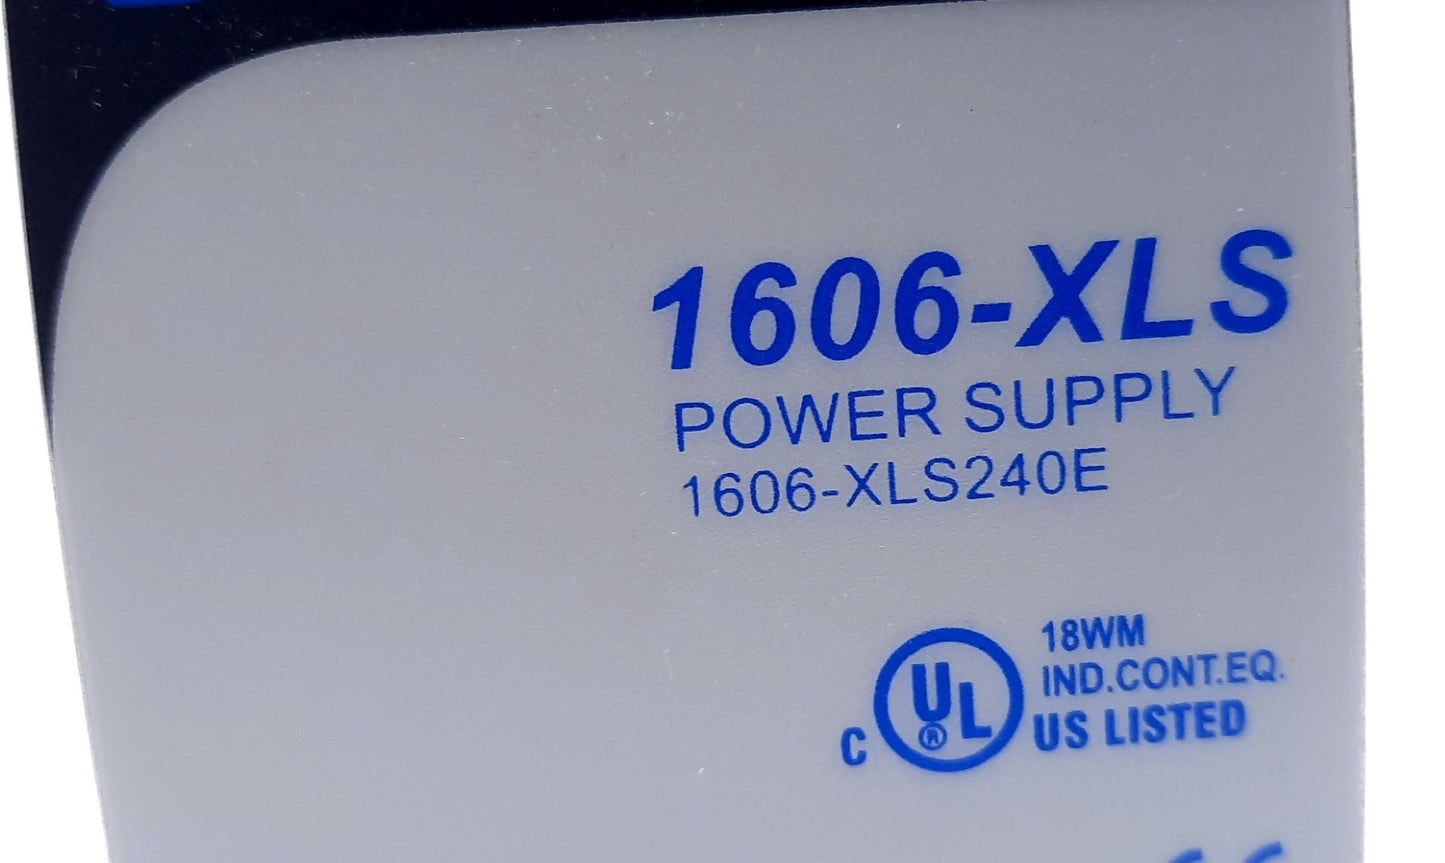 1606-XLS
POWER SUPPLY
1606-XLS240E
18WM
IND.CONT.EQ.
C UL® US LISTED